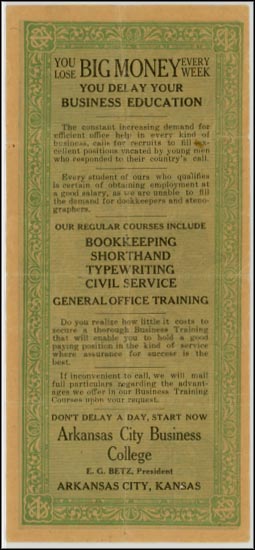 YOU LOSE BIG MONEY EVERY WEEK
YOU DELAY YOUR
BUSINESS EDUCATION
The constant increasing demand for
efficient office help in every kind of
business, calls for recruits to fill ex-
cellent positions vacated by young men
who responded to their country's call.
Every student of ours who qualifies
is certain of obtaining employment at
a good salary, as we are unable to fill
the demand for bookkeepers and steno-
graphers.
OUR REGULAR COURSES INCLUDE
BOOKKEEPING
SHORTHAND
TYPEWRITING
CIVIL SERVICE
GENERAL OFFICE TRAINING
Do you realize how little it costs to
secure a thorough Business Training
that will enable you to hold a good
paying position in the kind of service
where assurance for success is the
best.
If inconvenient to call, we will mail
full particulars regarding the advant-
ages we offer in our Business Training
Courses upon your request.
DON'T DELAY A DAY, START NOW
Arkansas City Business
College
E. G. BETZ, President
ARKANSAS CITY, KANSAS